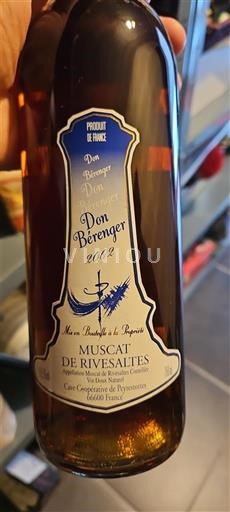 PRODUIT
DE FRANCE
Don
Bérenger
Don
Bérenger
Don
Bérenger
2002
VINIOU
Mis en Bouteille à la Propriété
MUSCAT
DE RIVESALTES
Appellation Muscat de Rivesaltes Contrôlée
Vin Doux Naturel
Cave Coopérative de Peyrestortes
66600 France